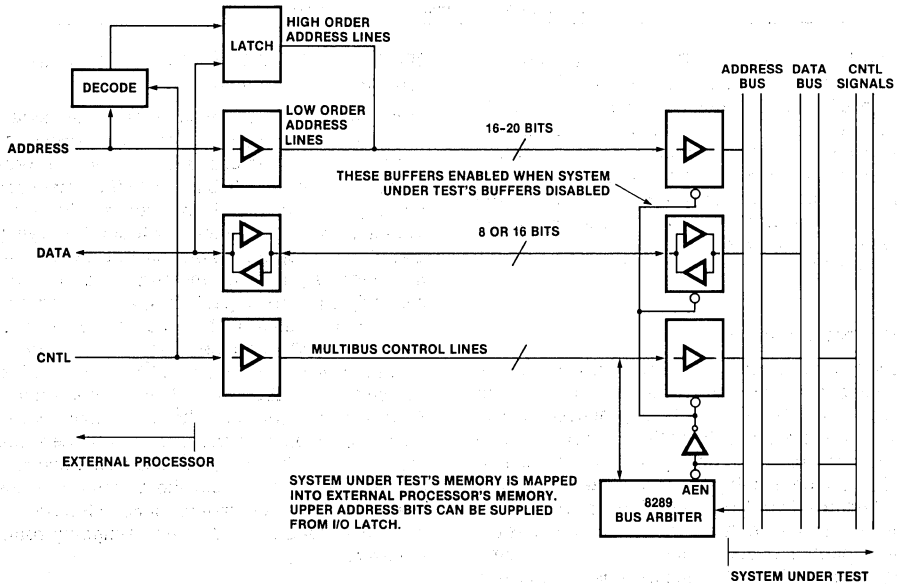 HIGH ORDER
ADDRESS LINES
LATCH
DECODE
LOW ORDER
ADDRESS
LINES
ADDRESS
16-20 BITS
THESE BUFFERS ENABLED WHEN SYSTEM
UNDER TEST'S BUFFERS DISABLED
8 OR 16 BITS
DATA
CNTL
MULTIBUS CONTROL LINES
ADDRESS
BUS
DATA
BUS
CNTL
SIGNALS
EXTERNAL PROCESSOR
SYSTEM UNDER TEST'S MEMORY IS MAPPED
INTO EXTERNAL PROCESSOR'S MEMORY.
UPPER ADDRESS BITS CAN BE SUPPLIED
FROM I/O LATCH.
AEN
8289
BUS ARBITER
SYSTEM UNDER TEST